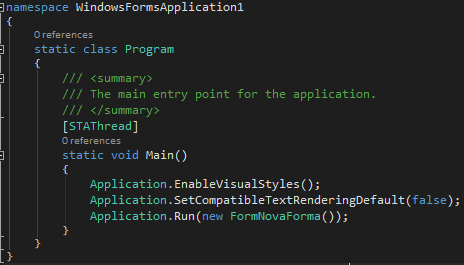 namespace WindowsFormsApplication1
{
0 references
static class Program
{
/// <summary>
/// The main entry point for the application.
/// </summary>
[STAThread]
0 references
static void Main()
{
Application.EnableVisualStyles();
Application.SetCompatibleTextRenderingDefault(false);
Application.Run(new FormNovaForma());
}
}
}